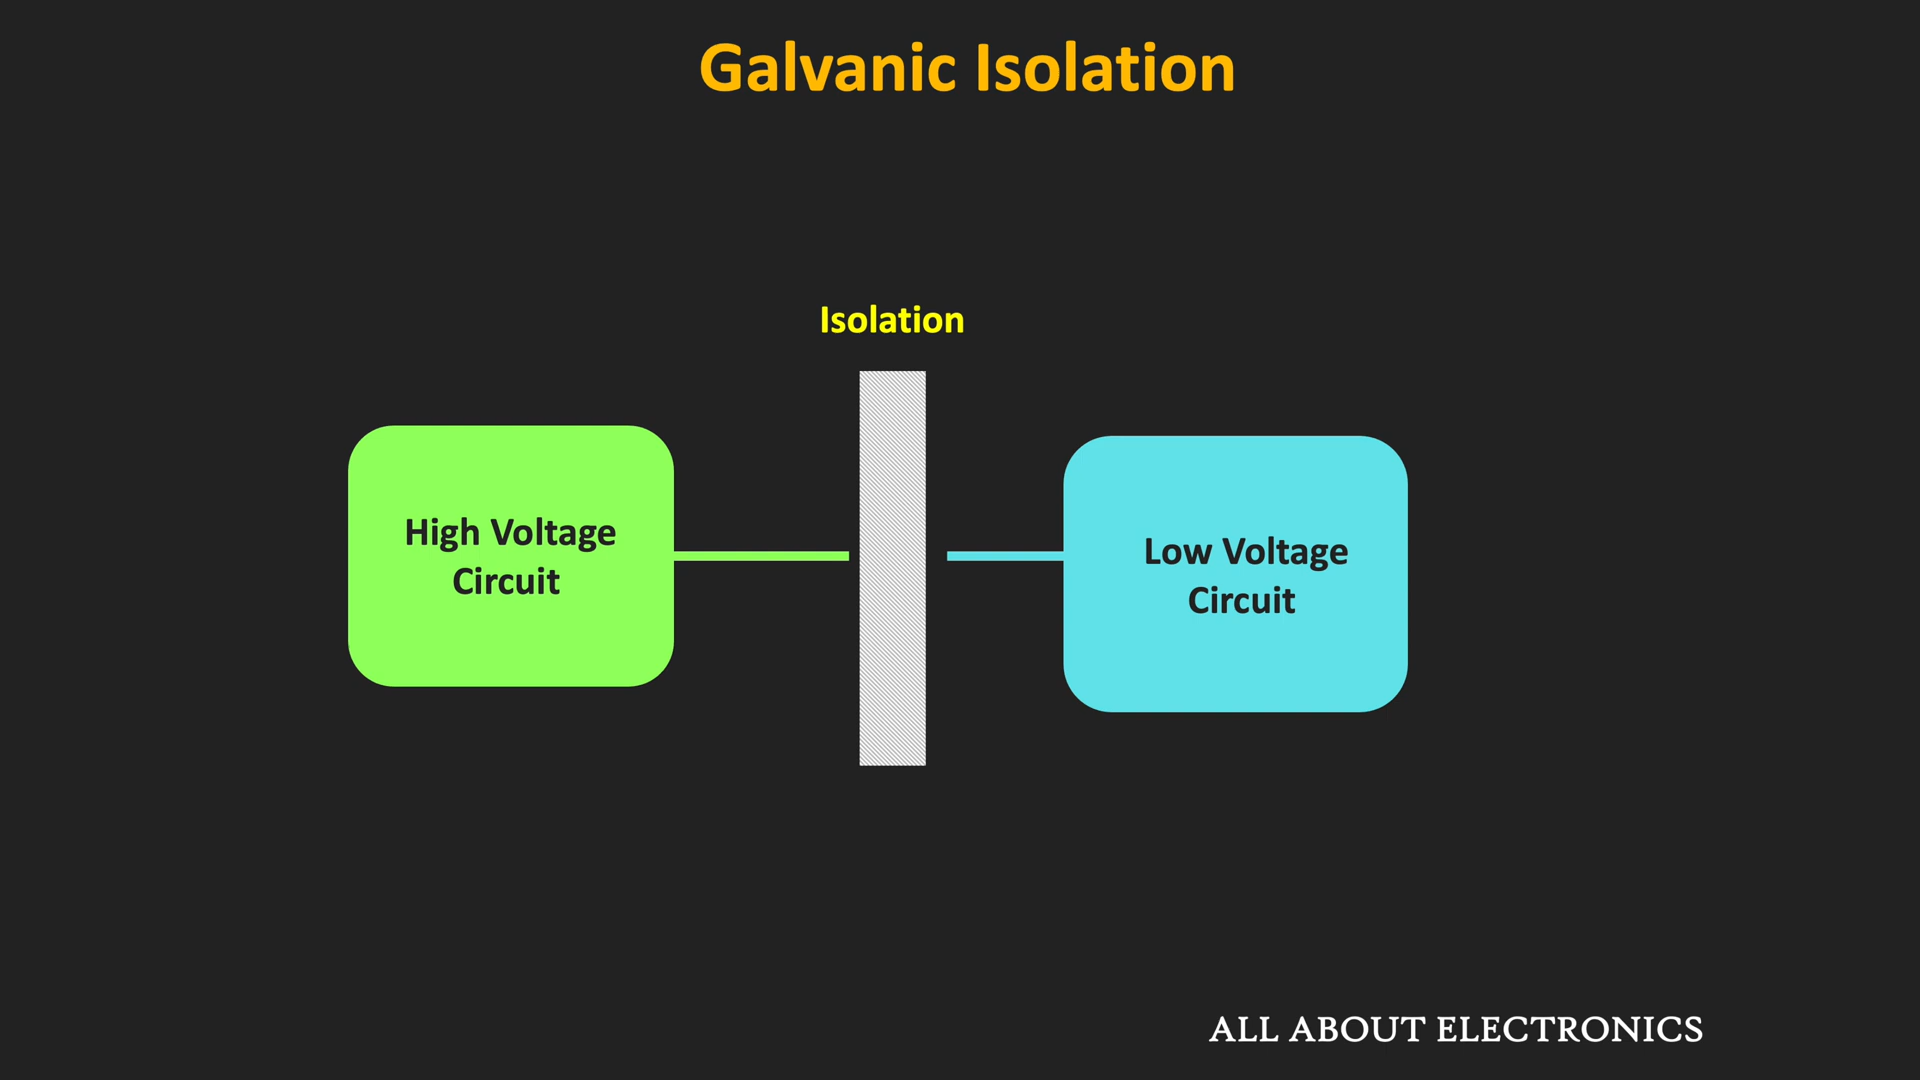 Galvanic Isolation
Isolation
High Voltage
Circuit
Low Voltage
Circuit
ALL ABOUT ELECTRONICS